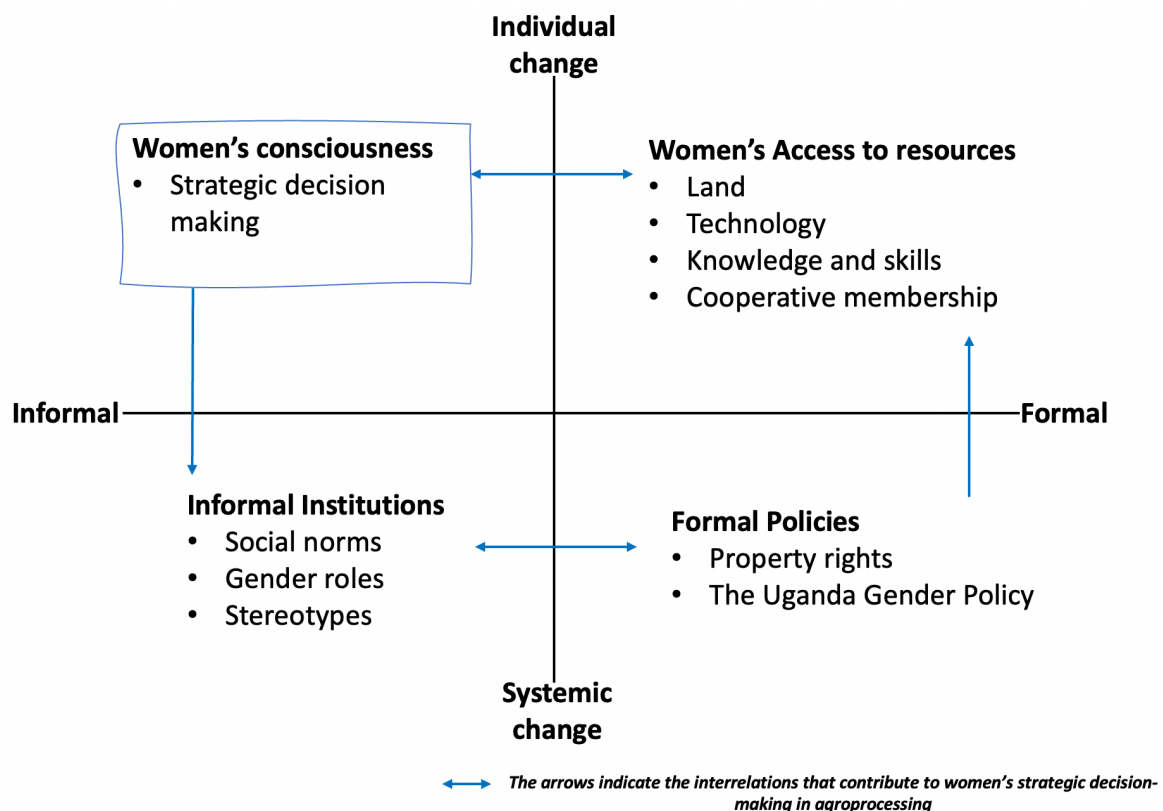 Individual
change
Women’s consciousness
• Strategic decision
making
Women’s Access to resources
• Land
• Technology
• Knowledge and skills
• Cooperative membership
Informal
Formal
Informal Institutions
• Social norms
• Gender roles
• Stereotypes
Formal Policies
• Property rights
• The Uganda Gender Policy
Systemic
change
The arrows indicate the interrelations that contribute to women’s strategic decision-
making in agroprocessing